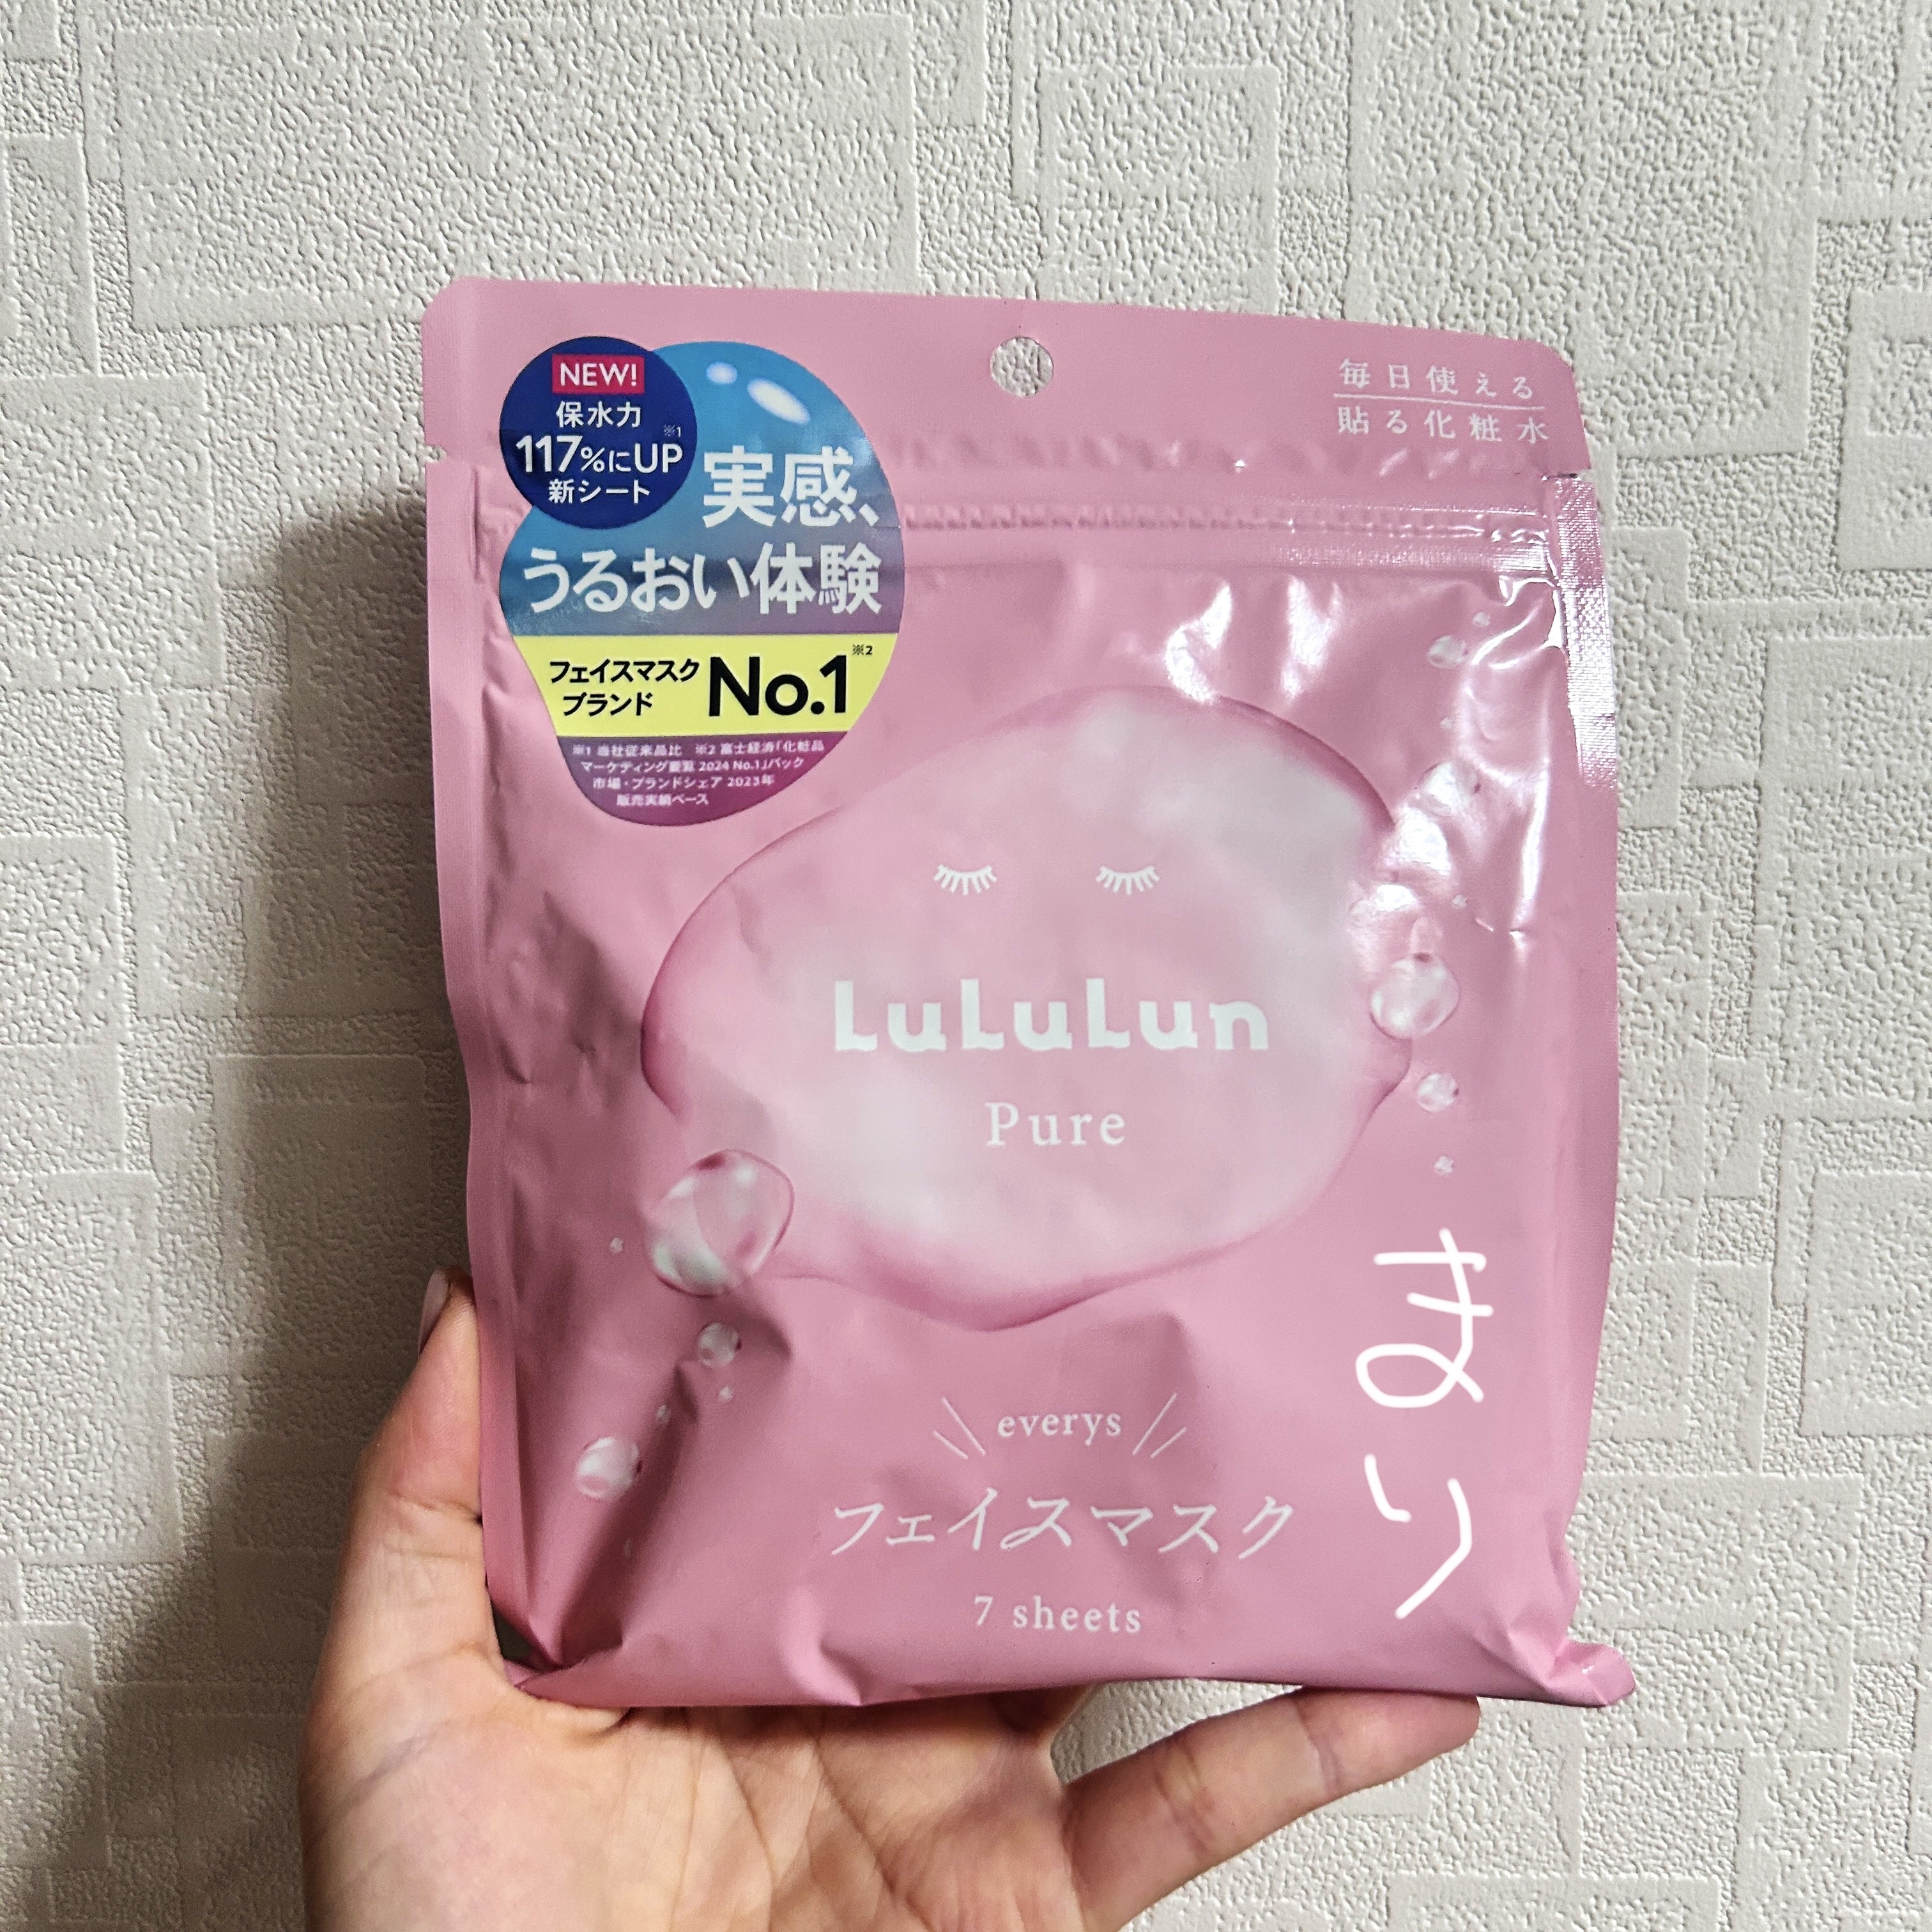 NEW!
保水力
117%にUP※1
新シート
実感、
うるおい体験
フェイスマスク
ブランド
No.1※2
※1 当社従来品比 ※2 富士経済「化粧品
マーケティング要覧 2024 No.1」パック
市場・ブランドシェア 2023年
販売実績ベース
毎日使える
貼る化粧水
LuLuLun
Pure
everys
フェイスマスク
7 sheets
まり